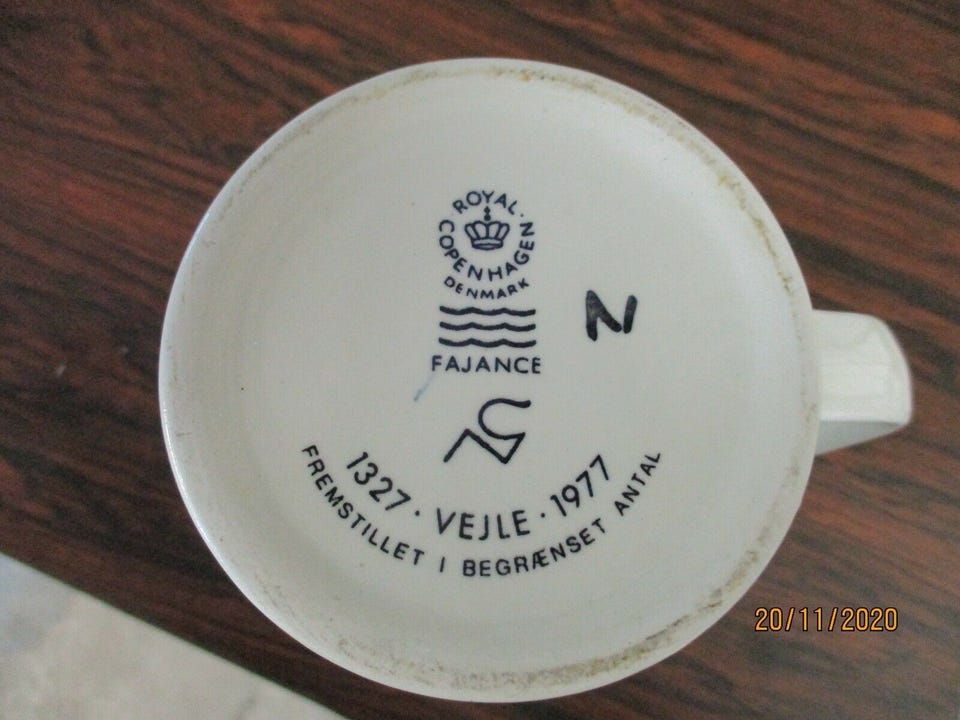 ROYAL
COPENHAGEN
DENMARK
FAJANCE
N
1327 · VEJLE · 1977
FREMSTILLET I BEGRÆNSET ANTAL
20/11/2020